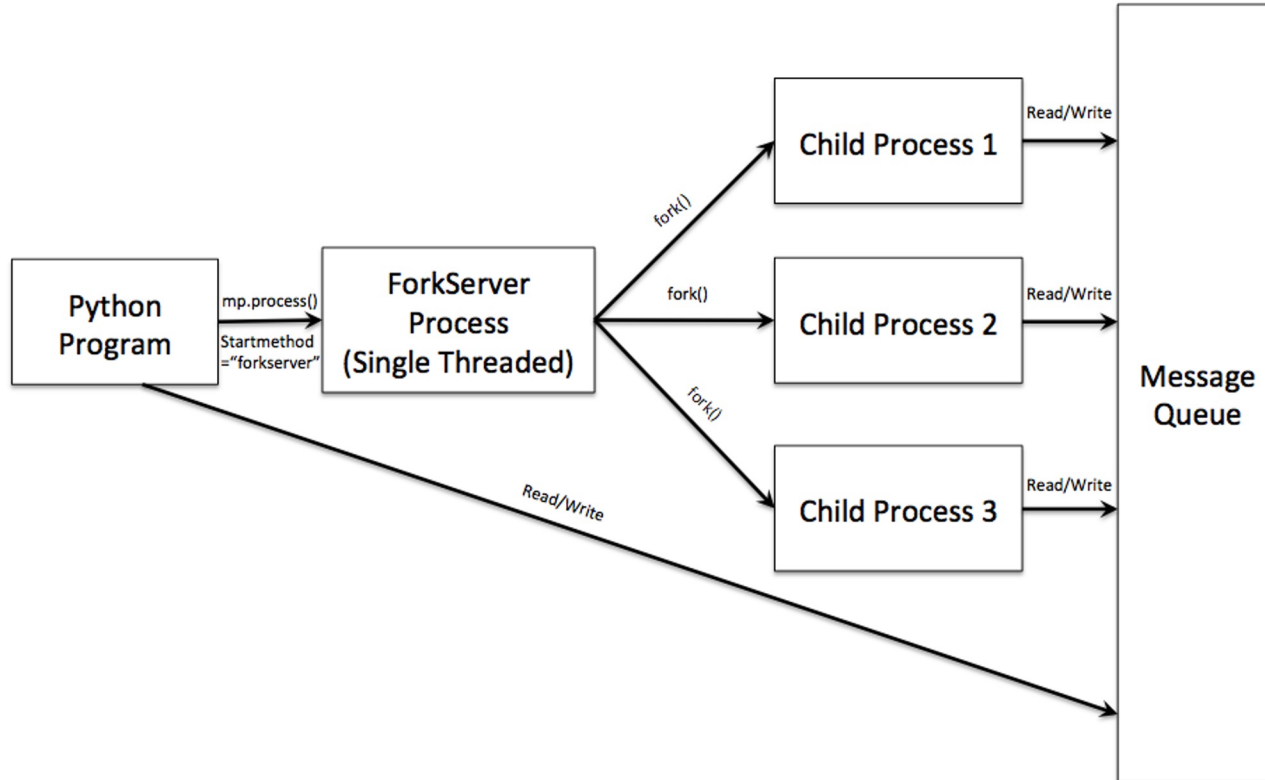 Python
Program
mp.process()
Startmethod
="forkserver"
ForkServer
Process
(Single Threaded)
fork()
fork()
fork()
Child Process 1
Read/Write
Child Process 2
Read/Write
Child Process 3
Read/Write
Read/Write
Message
Queue